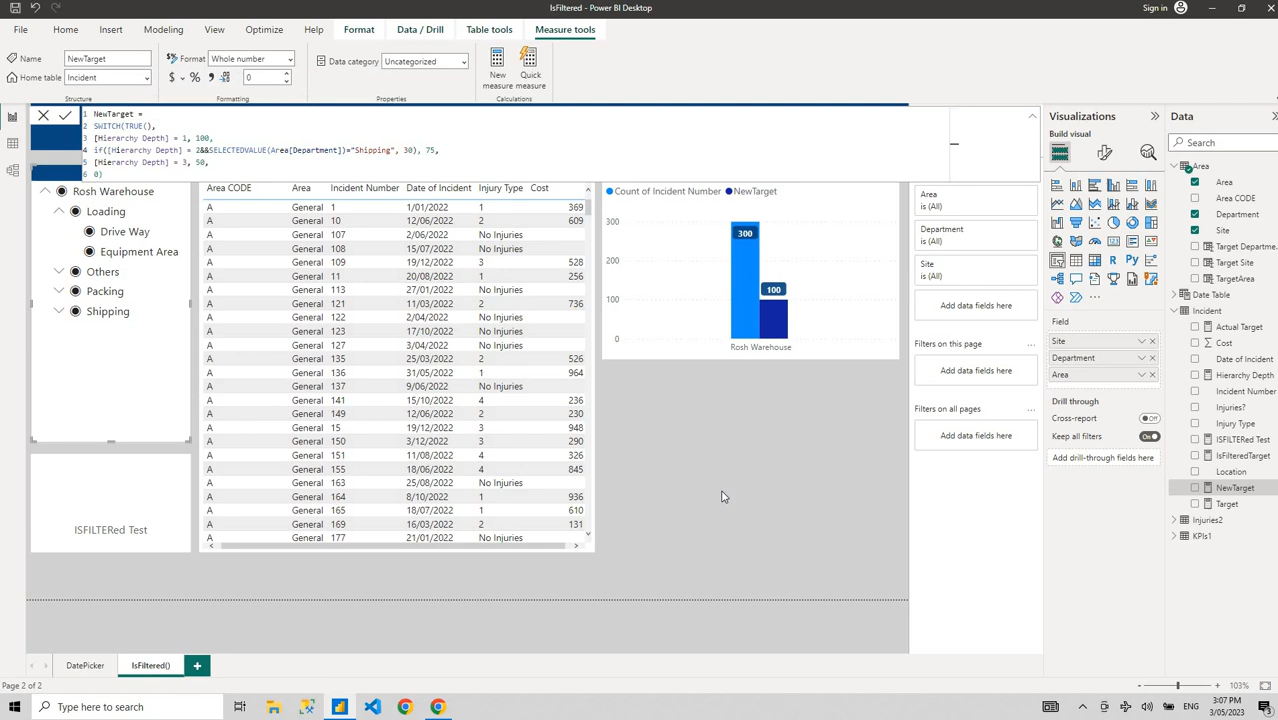 IsFiltered - Power BI Desktop
Sign in
File Home Insert Modeling View Optimize Help Format Data / Drill Table tools Measure tools
Name NewTarget
Home table Incident
Structure
Format Whole number
$ % 0
Formatting
Data category Uncategorized
Properties
New measure
Quick measure
Calculations
1 NewTarget =
2 SWITCH(TRUE(),
3 [Hierarchy Depth] = 1, 100,
4 if([Hierarchy Depth] = 2&&SELECTEDVALUE(Area[Department])="Shipping", 30), 75,
5 [Hierarchy Depth] = 3, 50,
6 0)
Rosh Warehouse
Loading
Drive Way
Equipment Area
Others
Packing
Shipping
ISFILTERed Test
Area CODE Area Incident Number Date of Incident Injury Type Cost
A General 1 1/01/2022 1 369
A General 10 12/06/2022 2 609
A General 107 2/06/2022 No Injuries
A General 108 15/07/2022 No Injuries
A General 109 19/12/2022 3 528
A General 11 20/08/2022 1 256
A General 113 27/01/2022 No Injuries
A General 121 11/03/2022 2 736
A General 122 2/04/2022 No Injuries
A General 123 17/10/2022 No Injuries
A General 127 3/04/2022 No Injuries
A General 135 25/03/2022 2 526
A General 136 31/05/2022 1 964
A General 137 9/06/2022 No Injuries
A General 141 15/10/2022 4 236
A General 149 12/06/2022 2 230
A General 15 19/12/2022 3 948
A General 150 3/12/2022 3 290
A General 151 11/08/2022 4 326
A General 155 18/06/2022 4 845
A General 163 25/08/2022 No Injuries
A General 164 8/10/2022 1 936
A General 165 18/07/2022 1 610
A General 169 16/03/2022 2 131
A General 177 21/01/2022 No Injuries
Count of Incident Number NewTarget
300
200
100
0
300
100
Rosh Warehouse
Area
is (All)
Department
is (All)
Site
is (All)
Add data fields here
Filters on this page ...
Add data fields here
Filters on all pages ...
Add data fields here
Visualizations
Build visual
Field
Site
Department
Area
Drill through
Cross-report Off
Keep all filters On
Add drill-through fields here
Data
Search
Area
Area
Area CODE
Department
Site
Target Departme...
Target Site
TargetArea
Date Table
Incident
Actual Target
Cost
Date of Incident
Hierarchy Depth
Incident Number
Injuries?
Injury Type
ISFILTERed Test
IsFilteredTarget
Location
NewTarget
Target
Injuries2
KPIs1
DatePicker IsFiltered() +
Page 2 of 2
103%
Type here to search
ENG
3:07 PM
3/05/2023
3